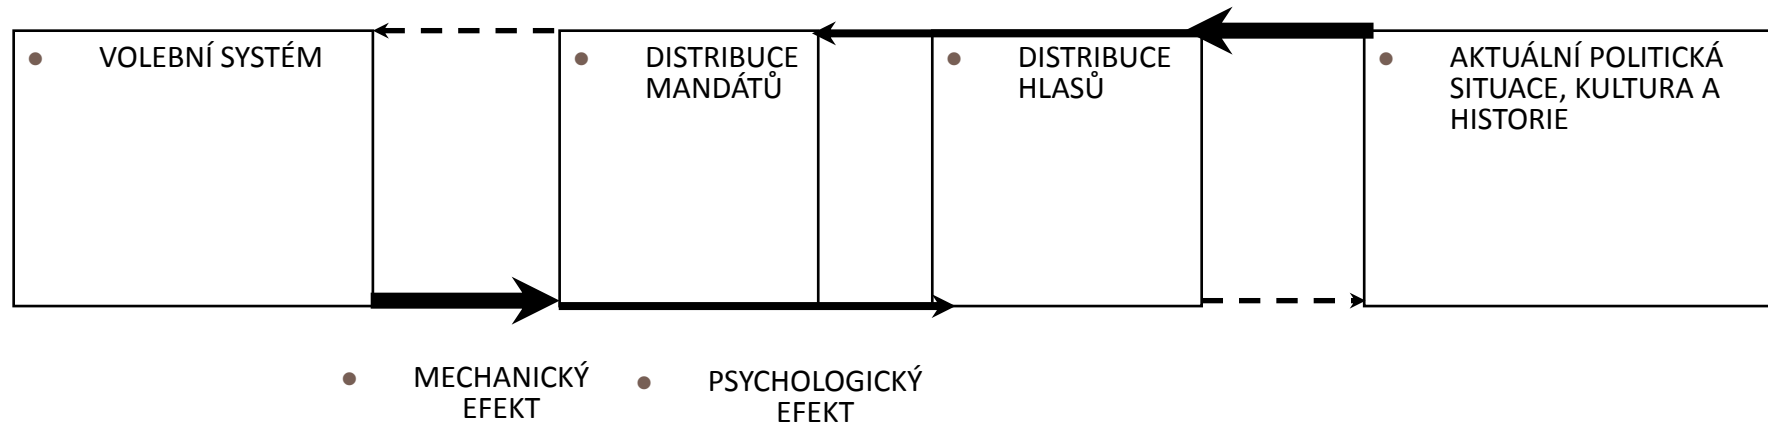 VOLEBNÍ SYSTÉM
DISTRIBUCE
MANDÁTŮ
DISTRIBUCE
HLASŮ
AKTUÁLNÍ POLITICKÁ
SITUACE, KULTURA A
HISTORIE
MECHANICKÝ
EFEKT
PSYCHOLOGICKÝ
EFEKT